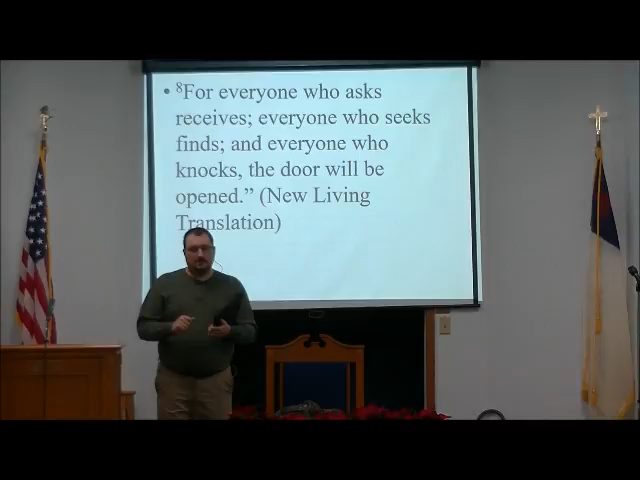 • ⁸For everyone who asks
receives; everyone who seeks
finds; and everyone who
knocks, the door will be
opened.” (New Living
Translation)